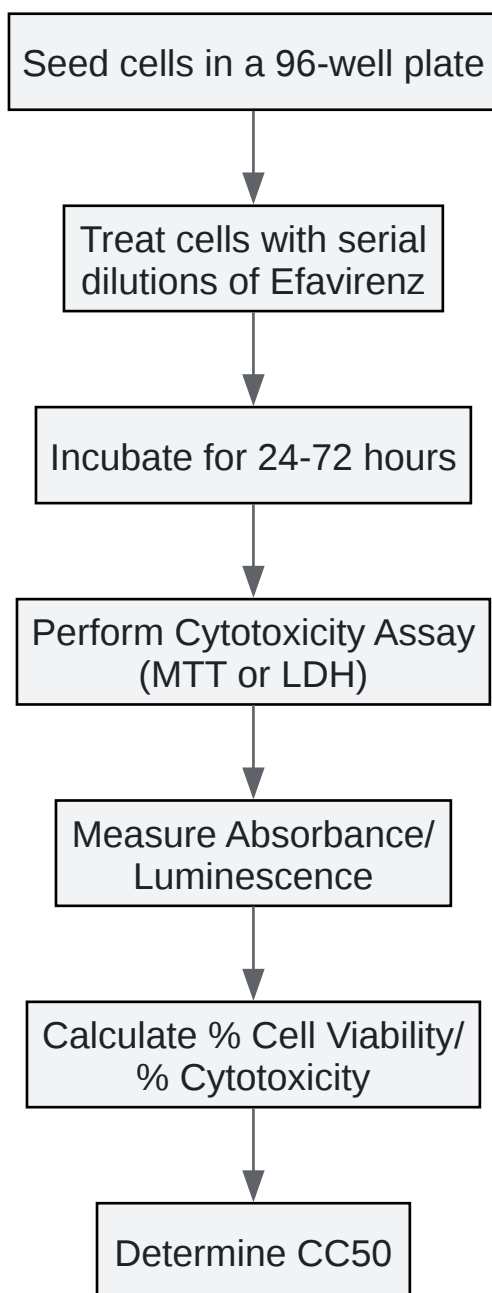 Seed cells in a 96-well plate
Treat cells with serial
dilutions of Efavirenz
Incubate for 24-72 hours
Perform Cytotoxicity Assay
(MTT or LDH)
Measure Absorbance/
Luminescence
Calculate % Cell Viability/
% Cytotoxicity
Determine CC50